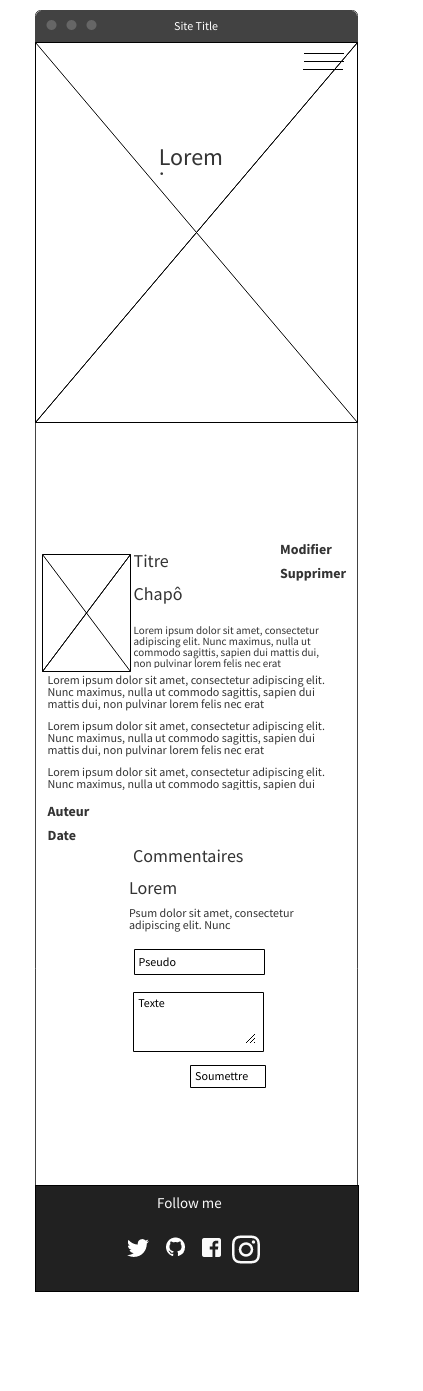 Site Title
Lorem
.
Modifier
Titre
Supprimer
Chapô
Lorem ipsum dolor sit amet, consectetur
adipiscing elit. Nunc maximus, nulla ut
commodo sagittis, sapien dui mattis dui,
non pulvinar lorem felis nec erat
Lorem ipsum dolor sit amet, consectetur adipiscing elit.
Nunc maximus, nulla ut commodo sagittis, sapien dui
mattis dui, non pulvinar lorem felis nec erat
Lorem ipsum dolor sit amet, consectetur adipiscing elit.
Nunc maximus, nulla ut commodo sagittis, sapien dui
mattis dui, non pulvinar lorem felis nec erat
Lorem ipsum dolor sit amet, consectetur adipiscing elit.
Nunc maximus, nulla ut commodo sagittis, sapien dui
Auteur
Date
Commentaires
Lorem
Psum dolor sit amet, consectetur
adipiscing elit. Nunc
Pseudo
Texte
Soumettre
Follow me